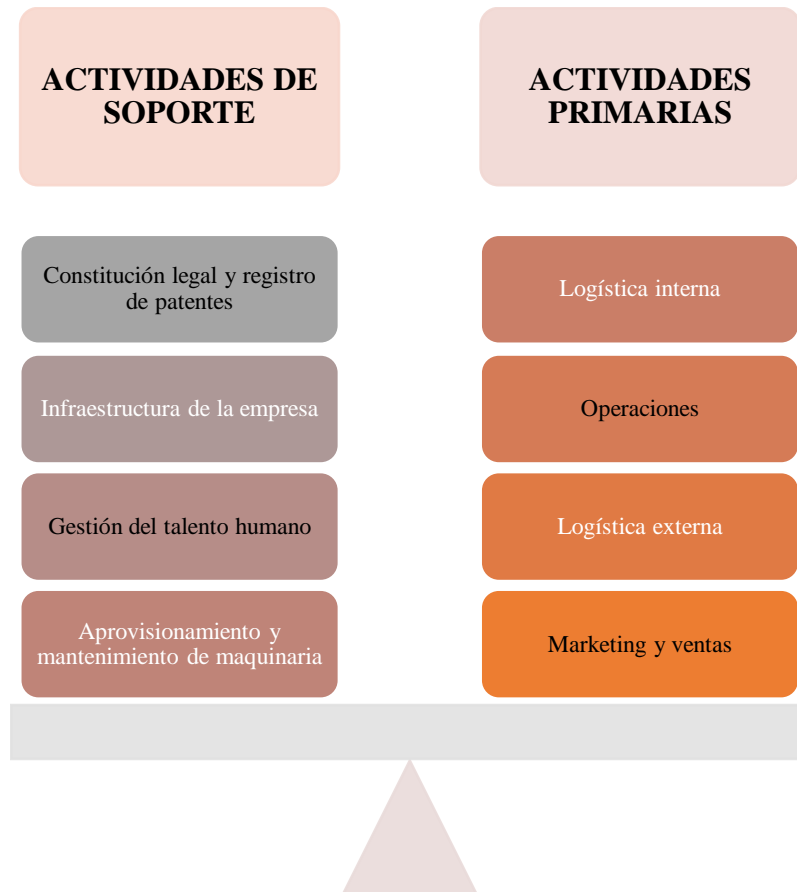 ACTIVIDADES DE
SOPORTE
Constitución legal y registro
de patentes
Infraestructura de la empresa
Gestión del talento humano
Aprovisionamiento y
mantenimiento de maquinaria
ACTIVIDADES
PRIMARIAS
Logística interna
Operaciones
Logística externa
Marketing y ventas